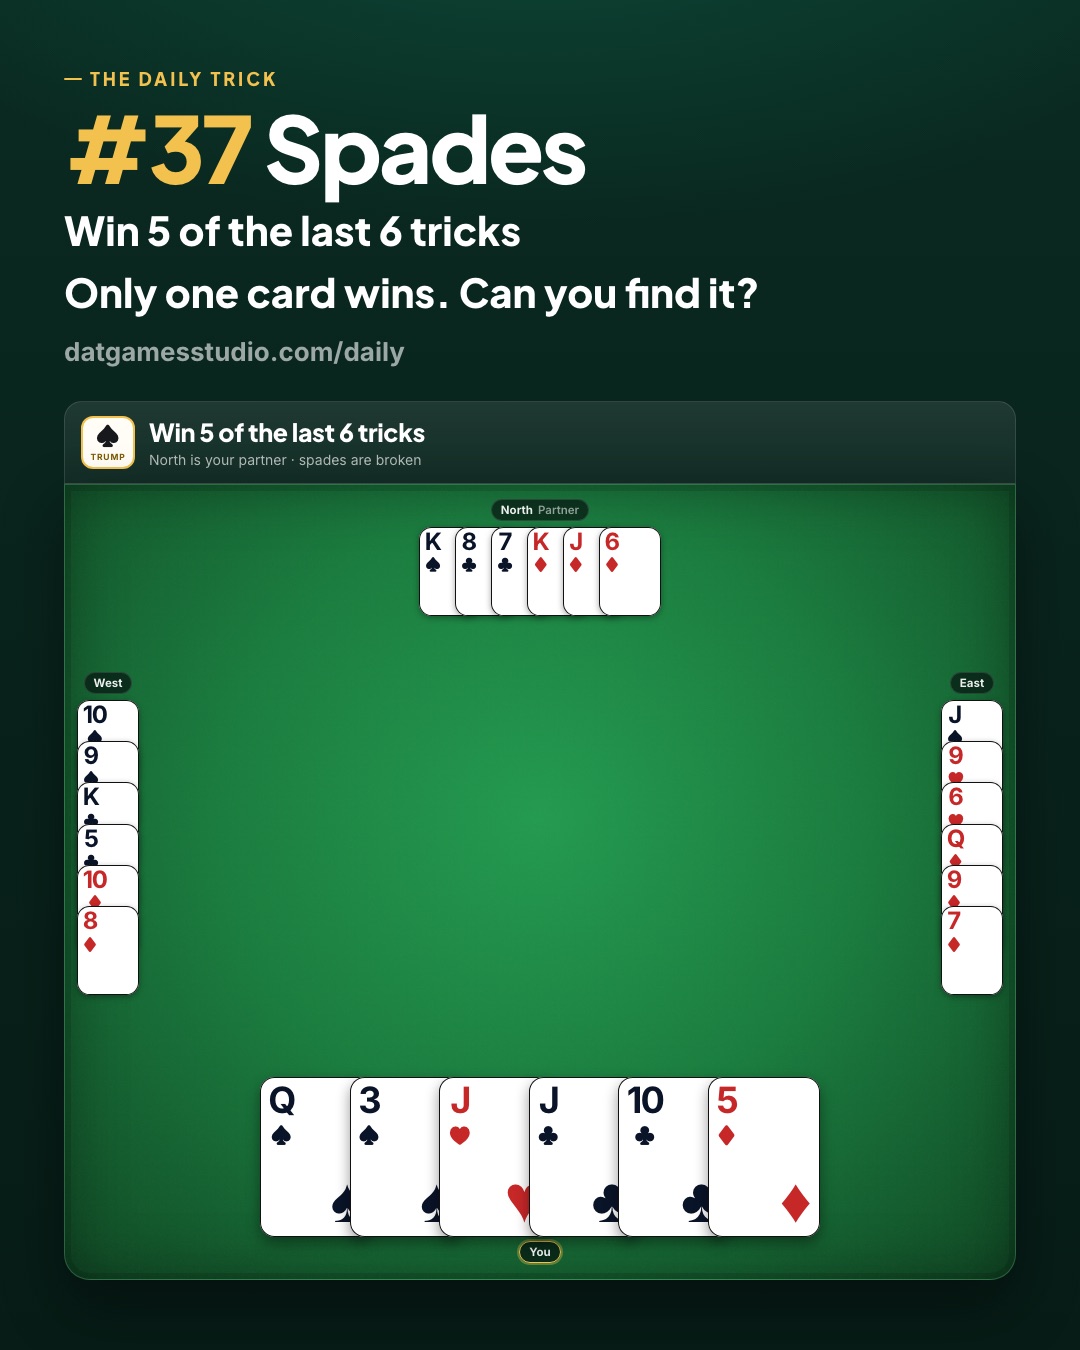 — THE DAILY TRICK
#37 Spades
Win 5 of the last 6 tricks
Only one card wins. Can you find it?
datgamesstudio.com/daily
TRUMP
Win 5 of the last 6 tricks
North is your partner · spades are broken
North Partner
K 8 7 K J 6
West
10
9
K
5
10
8
East
J
9
6
Q
9
7
Q 3 J J 10 5
You